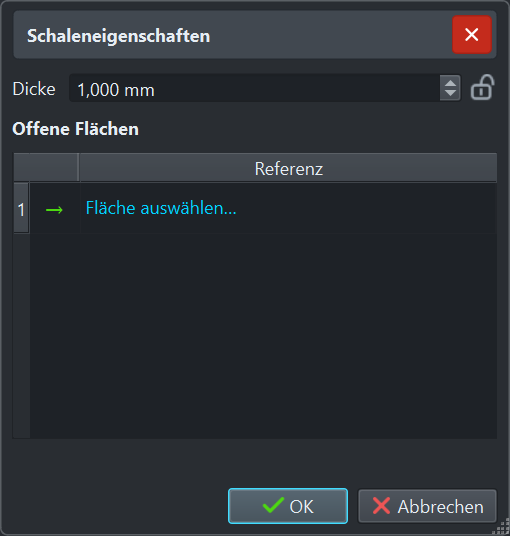 Schaleneigenschaften
Dicke 1,000 mm
Offene Flächen
Referenz
1 → Fläche auswählen...
OK Abbrechen